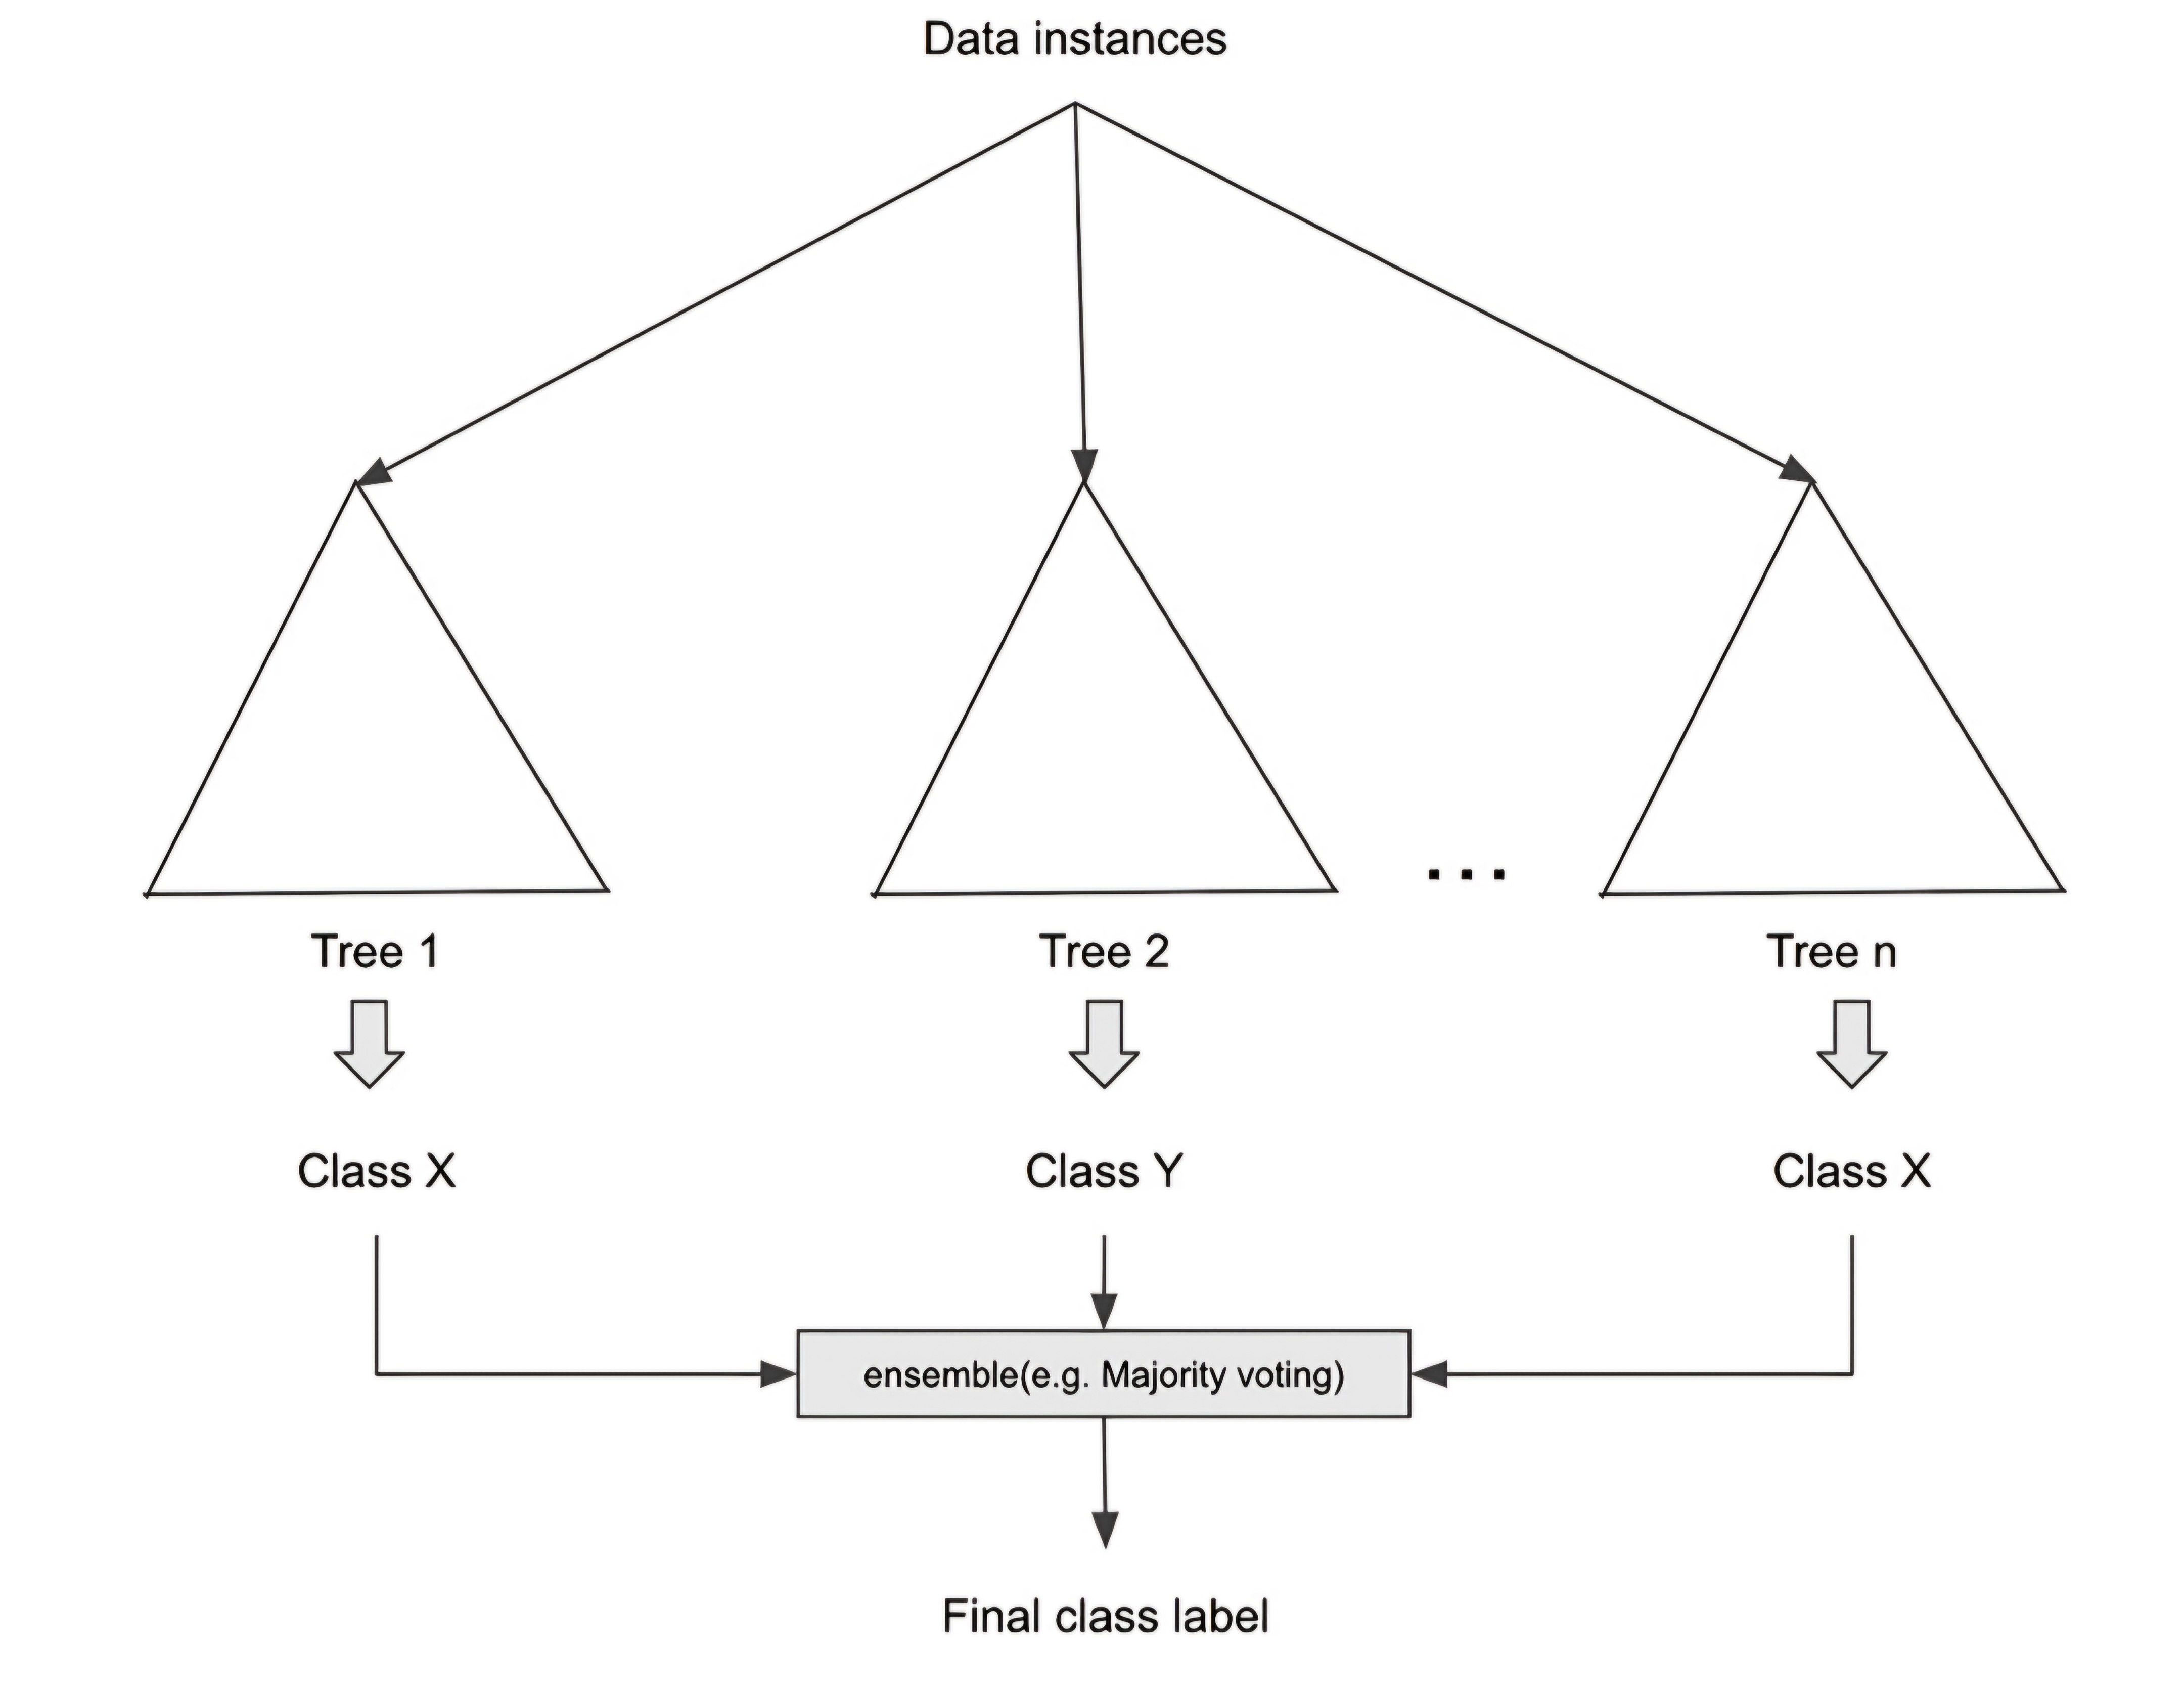 Data instances
...
Tree 1
Tree 2
Tree n
Class X
Class Y
Class X
ensemble(e.g. Majority voting)
Final class label